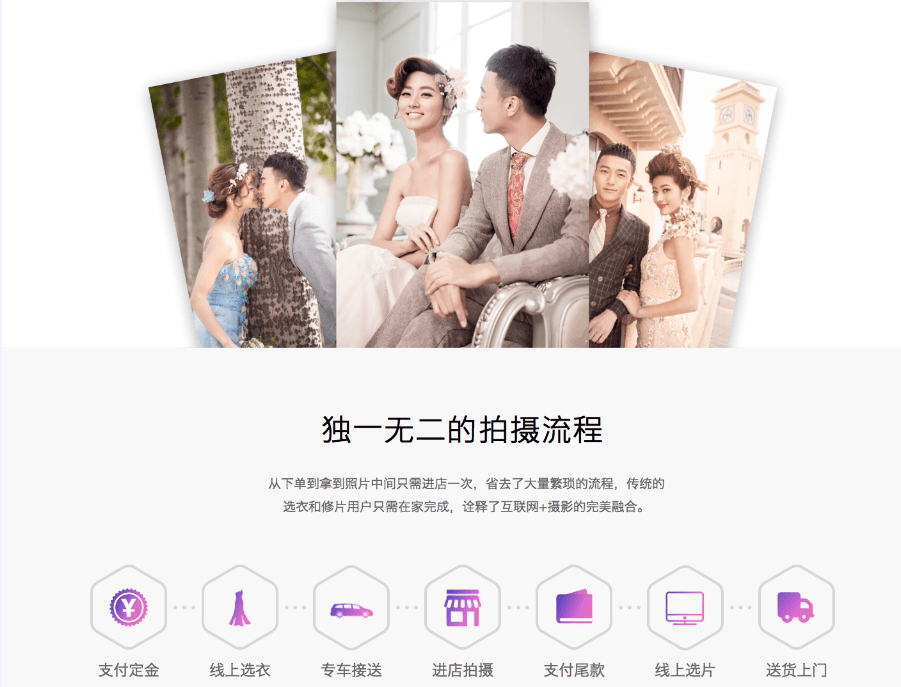 独一无二的拍摄流程
从下单到拿到照片中间只需进店一次，省去了大量繁琐的流程，传统的
选衣和修片用户只需在家完成，诠释了互联网+摄影的完美融合。
¥
支付定金 线上选衣 专车接送 进店拍摄 支付尾款 线上选片 送货上门